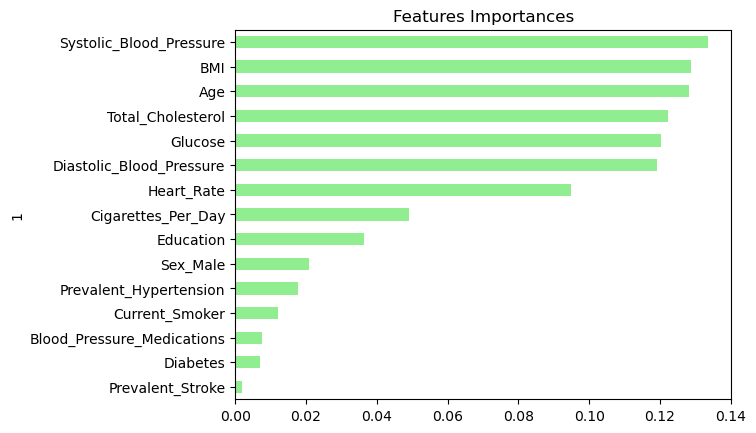 Features Importances
Systolic_Blood_Pressure
BMI
Age
Total_Cholesterol
Glucose
Diastolic_Blood_Pressure
Heart_Rate
1
Cigarettes_Per_Day
Education
Sex_Male
Prevalent_Hypertension
Current_Smoker
Blood_Pressure_Medications
Diabetes
Prevalent_Stroke
0.00 0.02 0.04 0.06 0.08 0.10 0.12 0.14